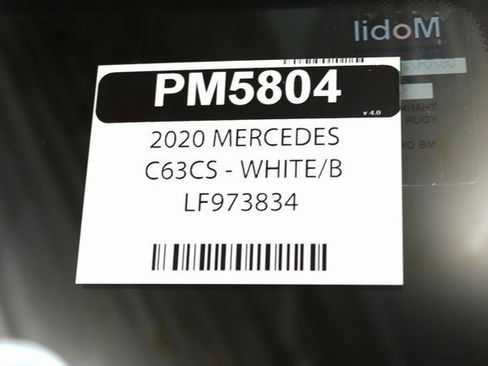 Mobil
PM5804
v 4.0
2020 MERCEDES
C63CS - WHITE/B
LF973834